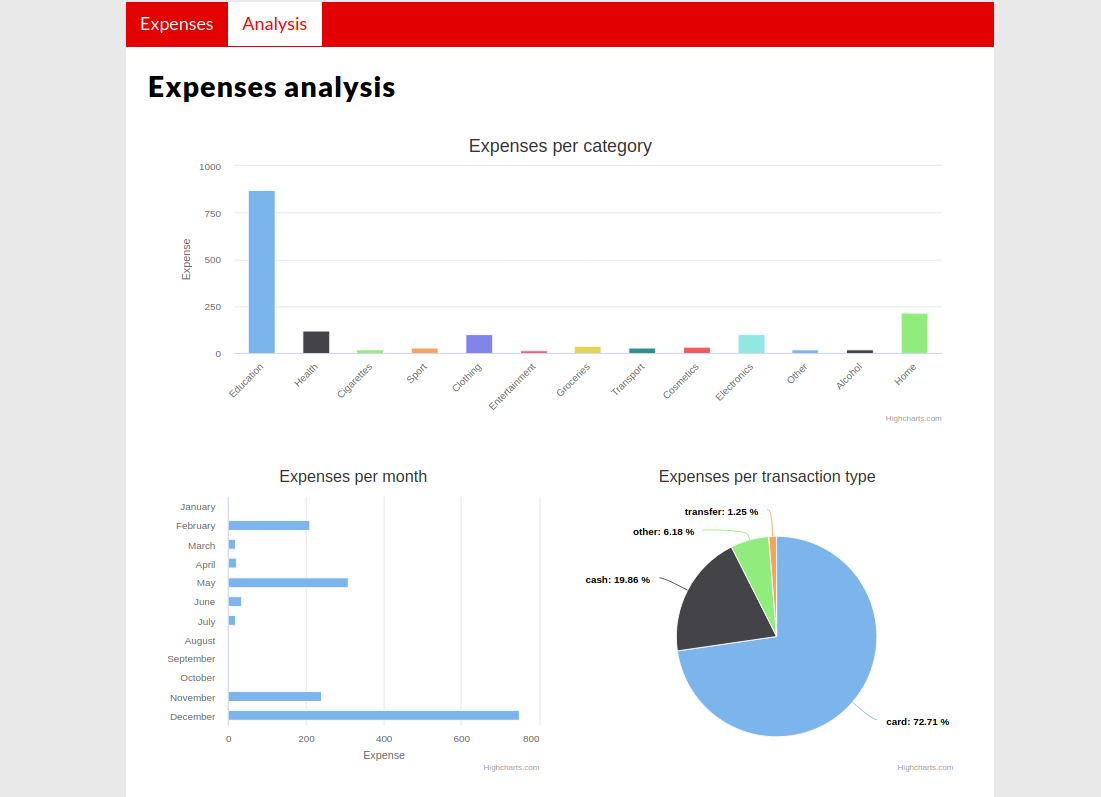 Expenses Analysis
Expenses analysis
Expenses per category
1000
750
500
250
0
Expense
Education Health Cigarettes Sport Clothing Entertainment Groceries Transport Cosmetics Electronics Other Alcohol Home
Highcharts.com
Expenses per month
January
February
March
April
May
June
July
August
September
October
November
December
0 200 400 600 800
Expense
Highcharts.com
Expenses per transaction type
transfer: 1.25 %
other: 6.18 %
cash: 19.86 %
card: 72.71 %
Highcharts.com